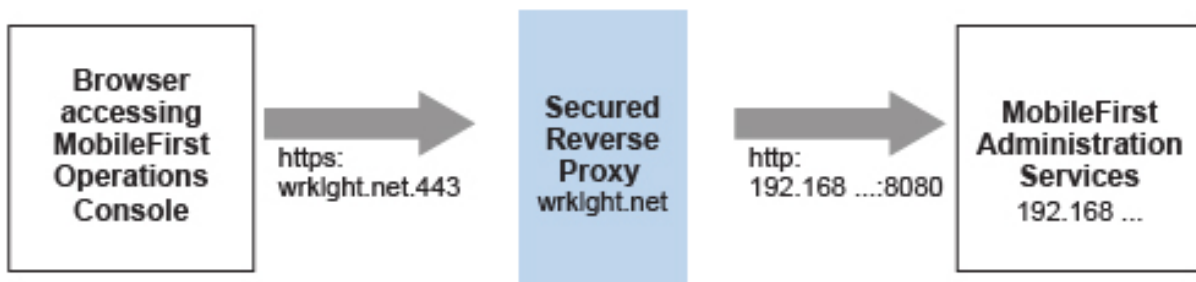 Browser
accessing
MobileFirst
Operations
Console
https:
wrklght.net.443
Secured
Reverse
Proxy
wrklght.net
http:
192.168 ...:8080
MobileFirst
Administration
Services
192.168 ...